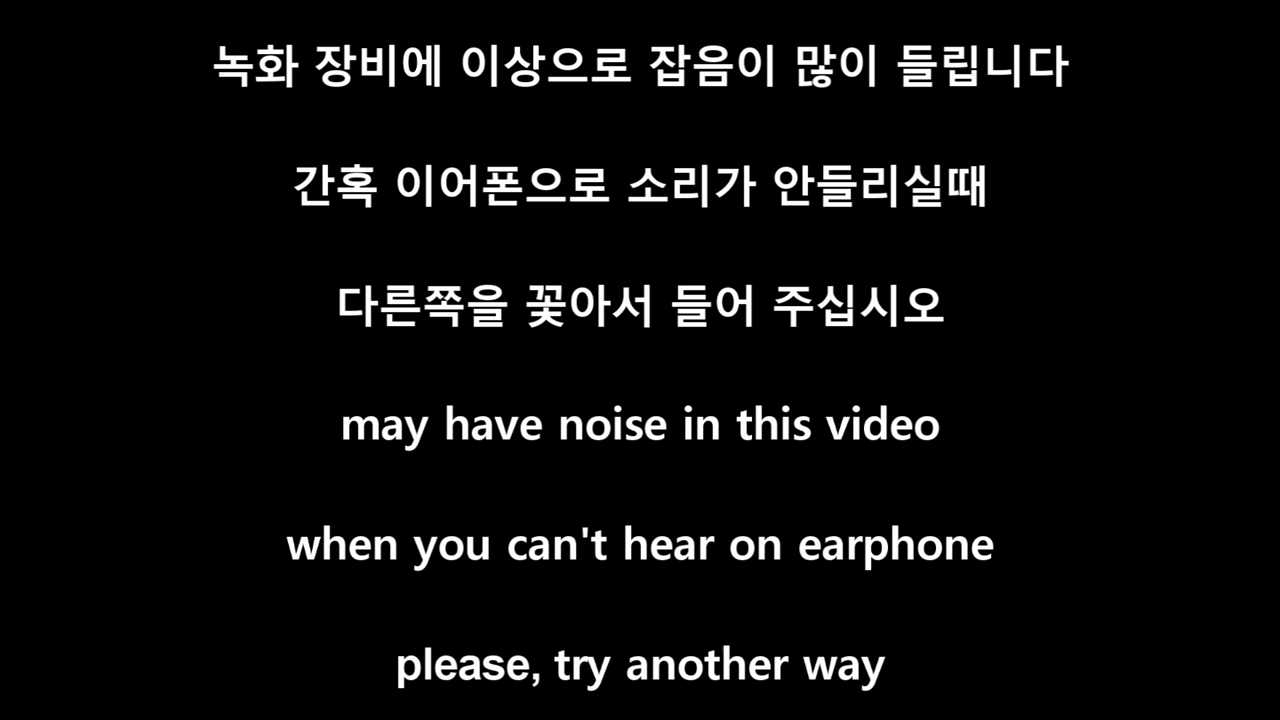 녹화 장비에 이상으로 잡음이 많이 들립니다
간혹 이어폰으로 소리가 안들리실때
다른쪽을 꽃아서 들어 주십시오
may have noise in this video
when you can't hear on earphone
please, try another way